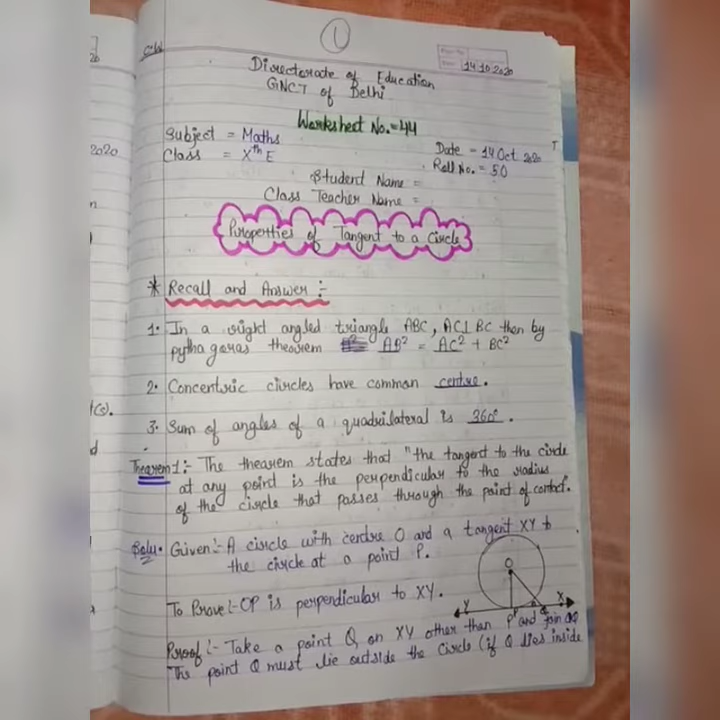 1
C.W
14.10.2020
Directorate of Education
GNCT of Delhi
Worksheet No.=44
Subject = Maths
Date = 14 Oct 2020
Class = Xth E
Roll No. = 50
Student Name =
Class Teacher Name =
Properties of Tangent to a Circle
* Recall and Answer :-
1. In a right angled triangle ABC, AC⊥BC then by
pythagoras theorem AB² = AC² + BC²
2. Concentric circles have common centre.
3. Sum of angles of a quadrilateral is 360°.
Theorem 1:- The thearem states that "the tangent to the circle
at any point is the perpendicular to the radius
of the circle that passes through the point of contact".
Solu. Given:- A circle with centre O and a tangent XY t
the circle at a point P.
O
To Prove:- OP is perpendicular to XY.
Y P Q X
Proof:- Take a point Q, on XY other than P and join OQ
The point Q must lie outside the circle (if Q lies inside
2020